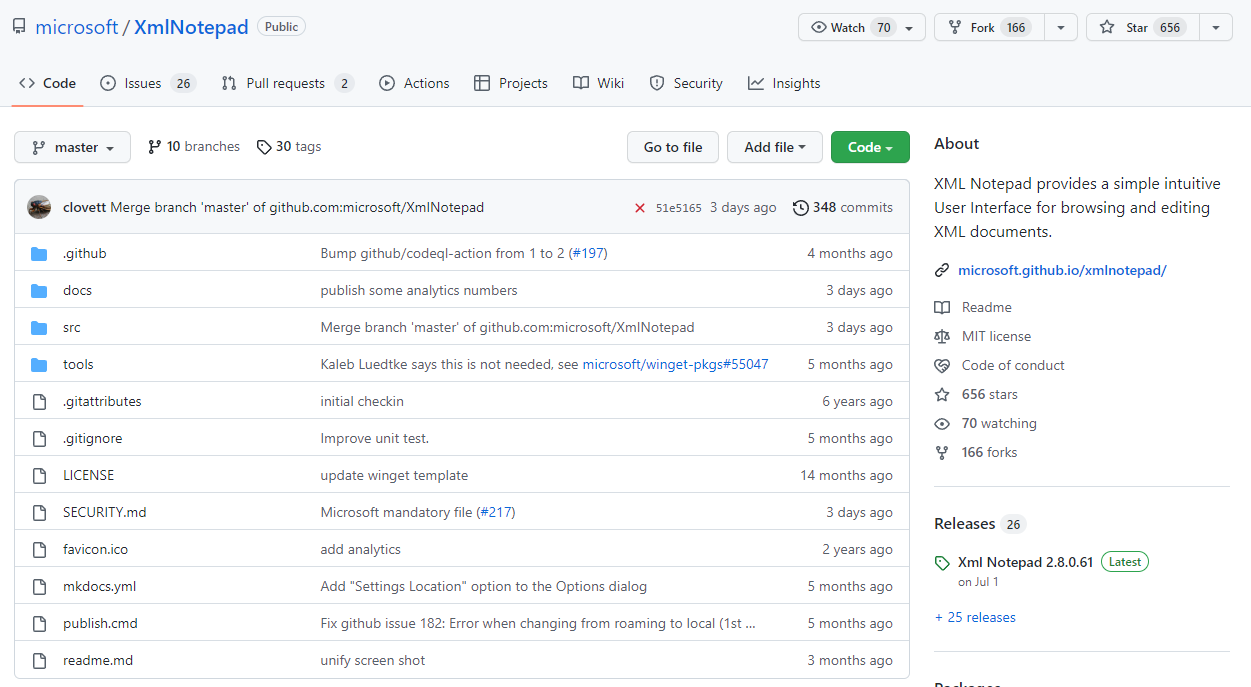 microsoft / XmlNotepad Public
Watch 70 Fork 166 Star 656
Code Issues 26 Pull requests 2 Actions Projects Wiki Security Insights
master 10 branches 30 tags Go to file Add file Code
clovett Merge branch 'master' of github.com:microsoft/XmlNotepad 51e5165 3 days ago 348 commits
.github Bump github/codeql-action from 1 to 2 (#197) 4 months ago
docs publish some analytics numbers 3 days ago
src Merge branch 'master' of github.com:microsoft/XmlNotepad 3 days ago
tools Kaleb Luedtke says this is not needed, see microsoft/winget-pkgs#55047 5 months ago
.gitattributes initial checkin 6 years ago
.gitignore Improve unit test. 5 months ago
LICENSE update winget template 14 months ago
SECURITY.md Microsoft mandatory file (#217) 3 days ago
favicon.ico add analytics 2 years ago
mkdocs.yml Add "Settings Location" option to the Options dialog 5 months ago
publish.cmd Fix github issue 182: Error when changing from roaming to local (1st ... 5 months ago
readme.md unify screen shot 3 months ago
About
XML Notepad provides a simple intuitive
User Interface for browsing and editing
XML documents.
microsoft.github.io/xmlnotepad/
Readme
MIT license
Code of conduct
656 stars
70 watching
166 forks
Releases 26
Xml Notepad 2.8.0.61 Latest
on Jul 1
+ 25 releases